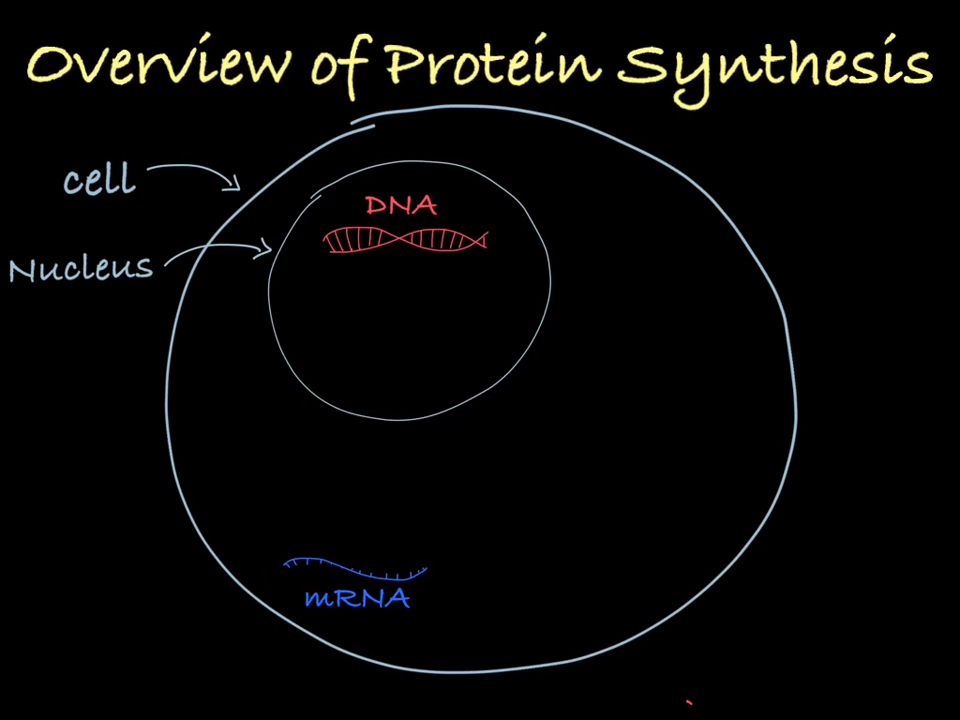 Overview of Protein Synthesis
cell
DNA
Nucleus
mRNA